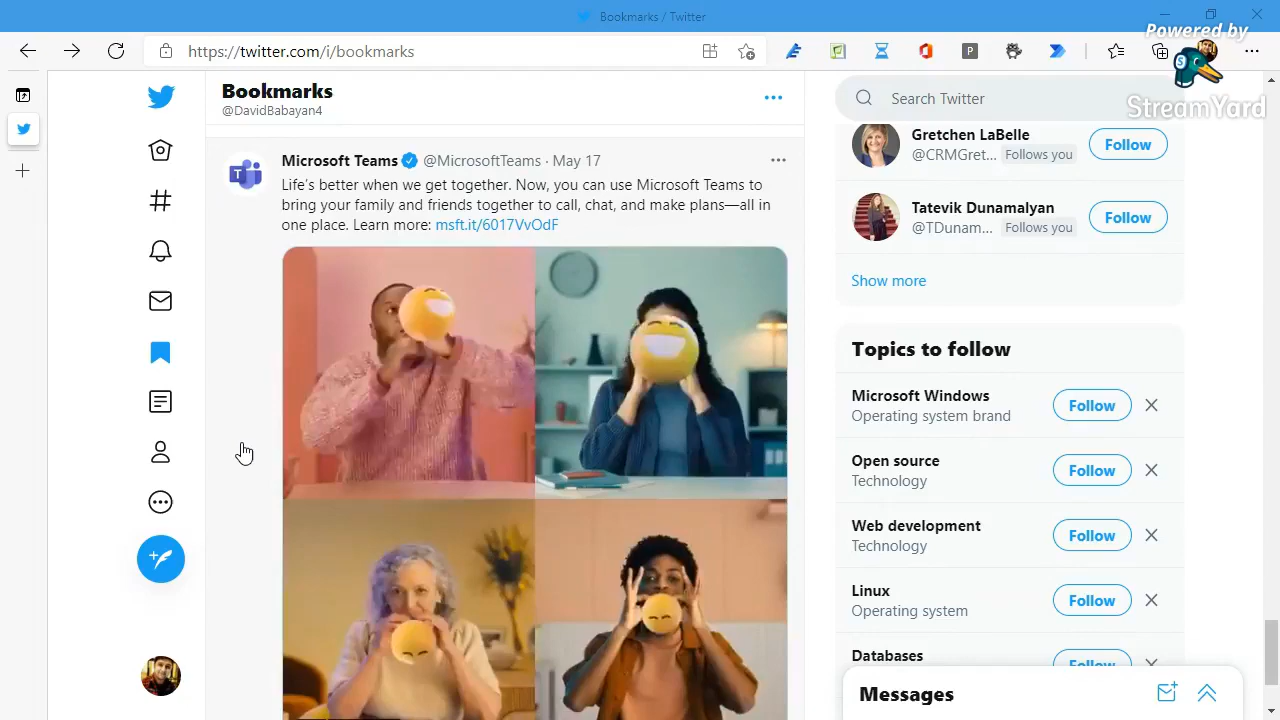 Bookmarks / Twitter
https://twitter.com/i/bookmarks
Powered by
StreamYard
Bookmarks
@DavidBabayan4
Microsoft Teams @MicrosoftTeams · May 17
Life's better when we get together. Now, you can use Microsoft Teams to
bring your family and friends together to call, chat, and make plans—all in
one place. Learn more: msft.it/6017VvOdF
Search Twitter
Gretchen LaBelle
@CRMGret... Follows you
Follow
Tatevik Dunamalyan
@TDunam... Follows you
Follow
Show more
Topics to follow
Microsoft Windows
Operating system brand
Follow
Open source
Technology
Follow
Web development
Technology
Follow
Linux
Operating system
Follow
Databases
Follow
Messages